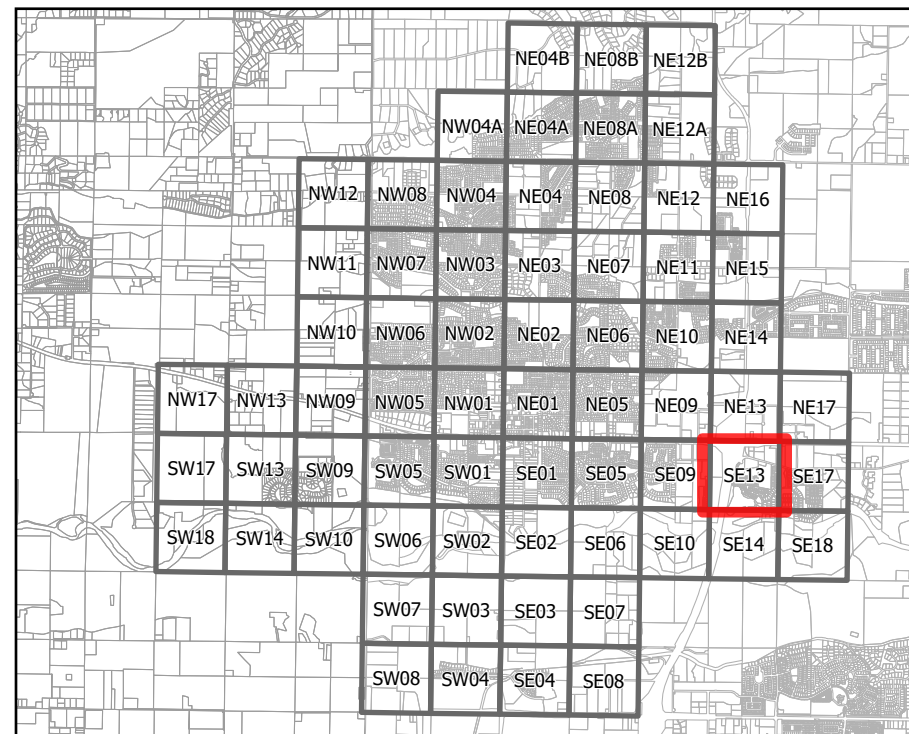 NE04B NE08B NE12B
NW04A NE04A NE08A NE12A
NW12 NW08 NW04 NE04 NE08 NE12 NE16
NW11 NW07 NW03 NE03 NE07 NE11 NE15
NW10 NW06 NW02 NE02 NE06 NE10 NE14
NW17 NW13 NW09 NW05 NW01 NE01 NE05 NE09 NE13 NE17
SW17 SW13 SW09 SW05 SW01 SE01 SE05 SE09 SE13 SE17
SW18 SW14 SW10 SW06 SW02 SE02 SE06 SE10 SE14 SE18
SW07 SW03 SE03 SE07
SW08 SW04 SE04 SE08